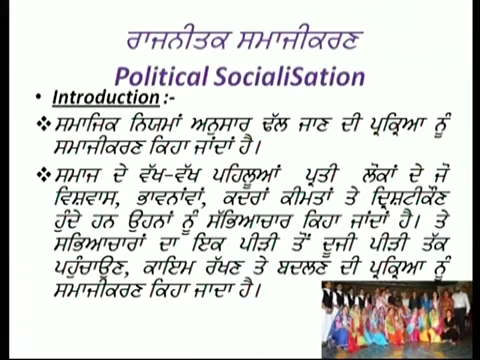 ਰਾਜਨੀਤਕ ਸਮਾਜੀਕਰਣ
Political SocialiSation
• Introduction :-
❖ ਸਮਾਜਿਕ ਨਿਯਮਾਂ ਅਨੁਸਾਰ ਢੱਲ ਜਾਣ ਦੀ ਪ੍ਰਕ੍ਰਿਆ ਨੂੰ
ਸਮਾਜੀਕਰਣ ਕਿਹਾ ਜਾਂਦਾਂ ਹੈ।
❖ ਸਮਾਜ ਦੇ ਵੱਖ-ਵੱਖ ਪਹਿਲੂਆਂ ਪ੍ਰਤੀ ਲੋਕਾਂ ਦੇ ਜੋ
ਵਿਸ਼ਵਾਸ, ਭਾਵਨਾਂਵਾਂ, ਕਦਰਾਂ ਕੀਮਤਾਂ ਤੇ ਦ੍ਰਿਸ਼ਟੀਕੌਣ
ਹੁੰਦੇ ਹਨ ਉਹਨਾਂ ਨੂੰ ਸੱਭਿਆਚਾਰ ਕਿਹਾ ਜਾਂਦਾ ਹੈ। ਤੇ
ਸਭਿਆਚਾਰਾਂ ਦਾ ਇਕ ਪੀੜੀ ਤੋਂ ਦੂਜੀ ਪੀੜੀ ਤੱਕ
ਪਹੁੰਚਾਉਣ, ਕਾਇਮ ਰੱਖਣ ਤੇ ਬਦਲਣ ਦੀ ਪ੍ਰਕ੍ਰਿਆ ਨੂੰ
ਸਮਾਜੀਕਰਣ ਕਿਹਾ ਜਾਦਾ ਹੈ।